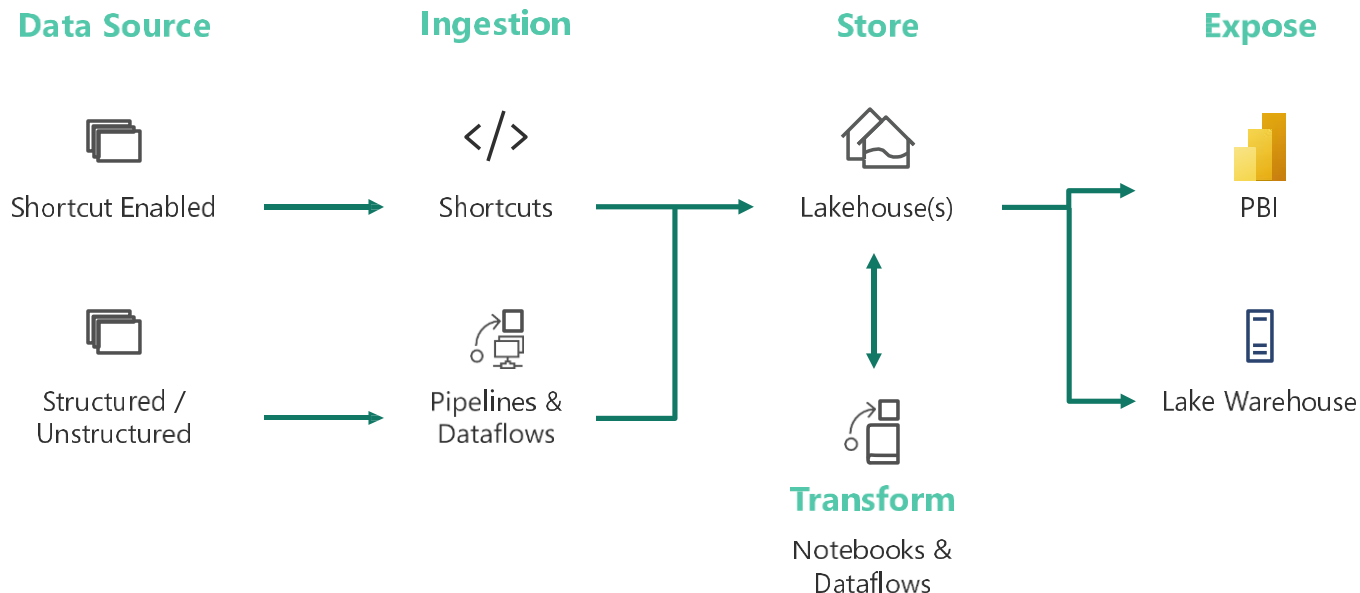 Data Source
Ingestion
Store
Expose
Shortcut Enabled
Shortcuts
Lakehouse(s)
PBI
Structured /
Unstructured
Pipelines &
Dataflows
Lake Warehouse
Transform
Notebooks &
Dataflows